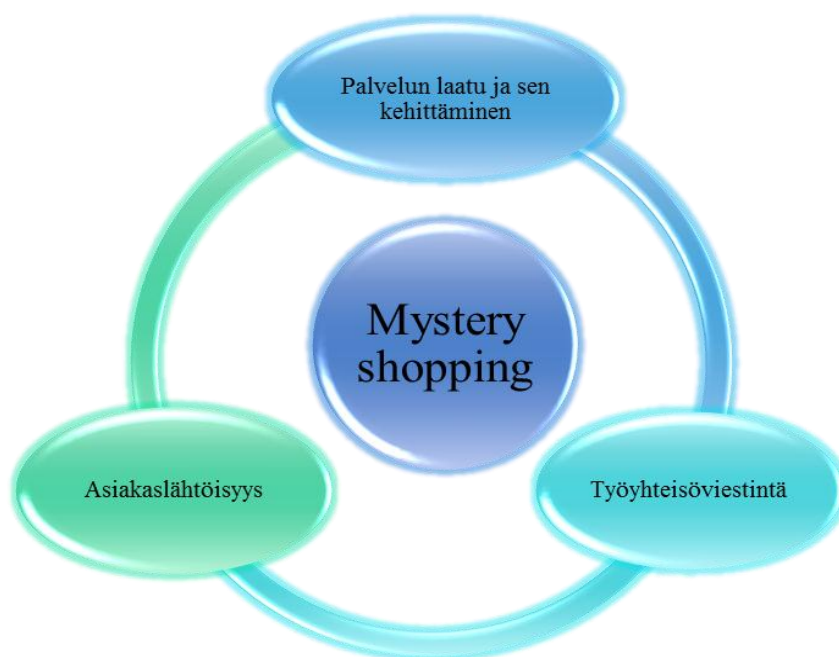 Palvelun laatu ja sen
kehittäminen
Mystery
shopping
Asiakaslähtöisyys
Työyhteisöviestintä